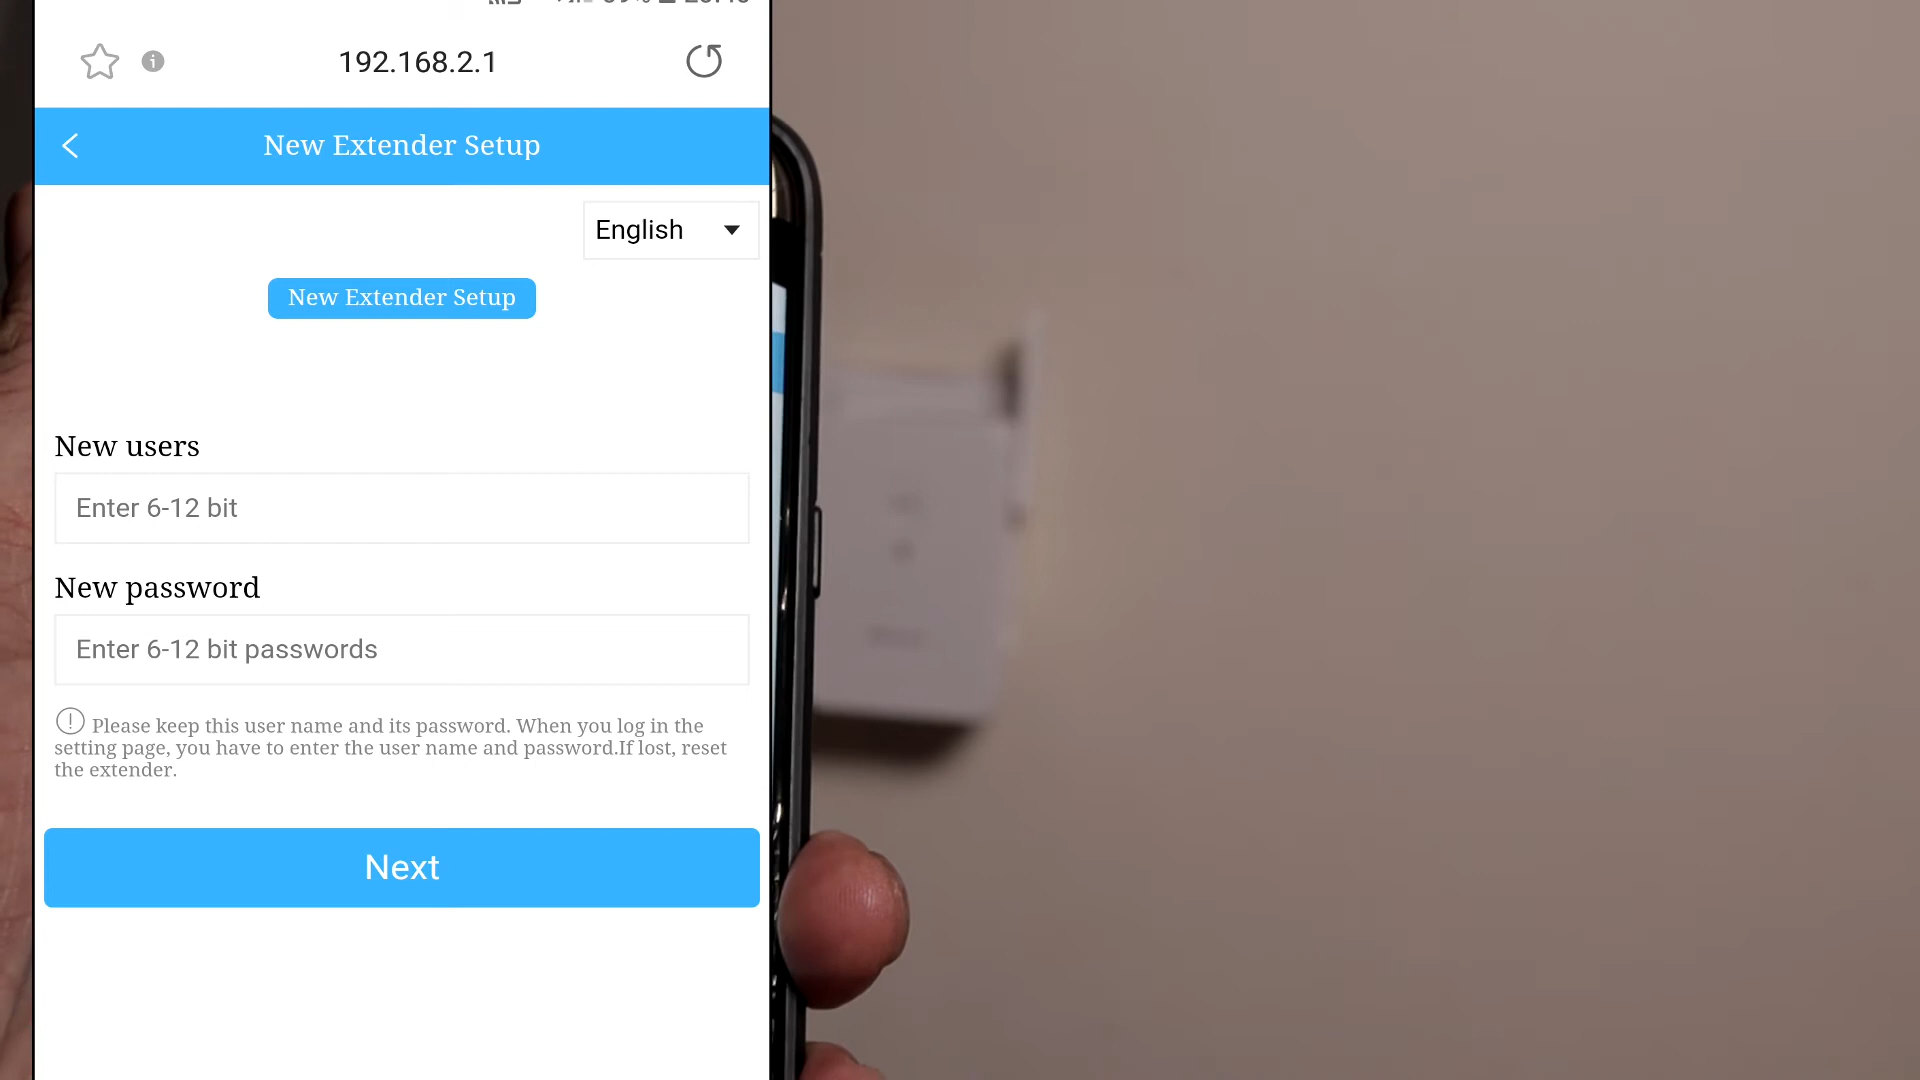 192.168.2.1
New Extender Setup
English
New Extender Setup
New users
Enter 6-12 bit
New password
Enter 6-12 bit passwords
Please keep this user name and its password. When you log in the
setting page, you have to enter the user name and password.If lost, reset
the extender.
Next